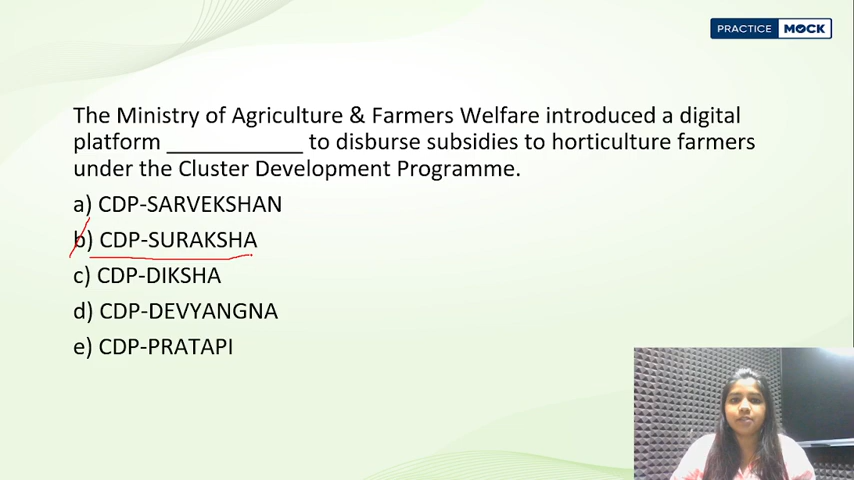 PRACTICE MOCK
The Ministry of Agriculture & Farmers Welfare introduced a digital
platform ____________ to disburse subsidies to horticulture farmers
under the Cluster Development Programme.
a) CDP-SARVEKSHAN
b) CDP-SURAKSHA
c) CDP-DIKSHA
d) CDP-DEVYANGNA
e) CDP-PRATAPI